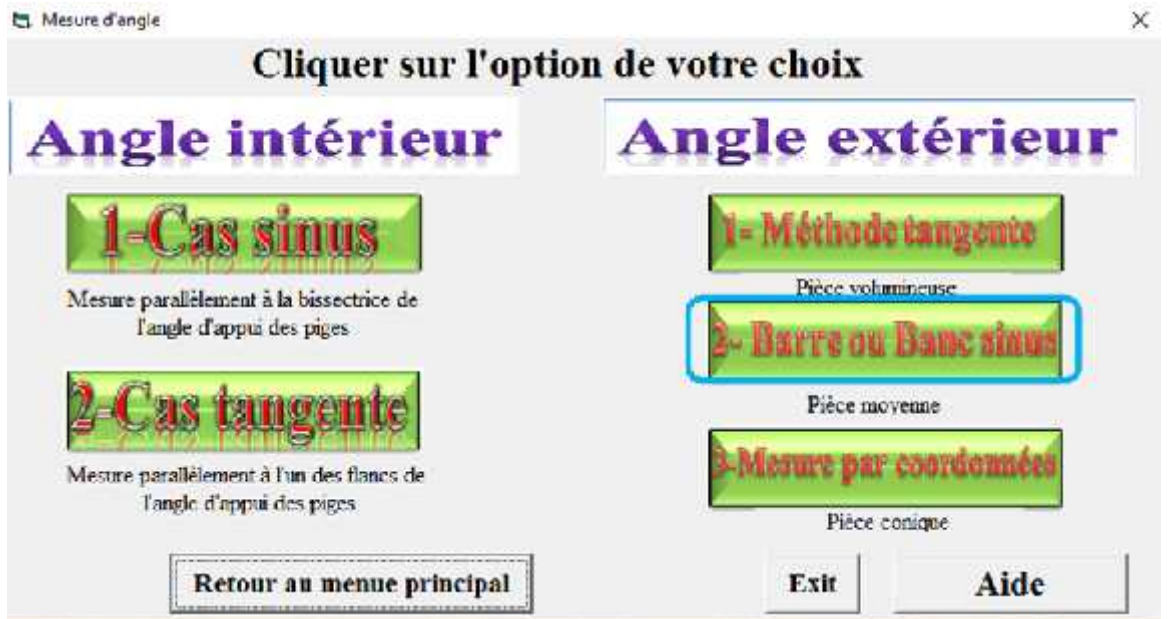 Mesure d'angle
Cliquer sur l'option de votre choix
Angle intérieur
1-Cas sinus
Mesure parallèlement à la bissectrice de
l'angle d'appui des piges
2-Cas tangente
Mesure parallèlement à l'un des flancs de
l'angle d'appui des piges
Angle extérieur
1- Méthode tangente
Pièce volumineuse
2- Barre ou Banc sinus
Pièce moyenne
3-Mesure par coordonnées
Pièce conique
Retour au menue principal
Exit
Aide